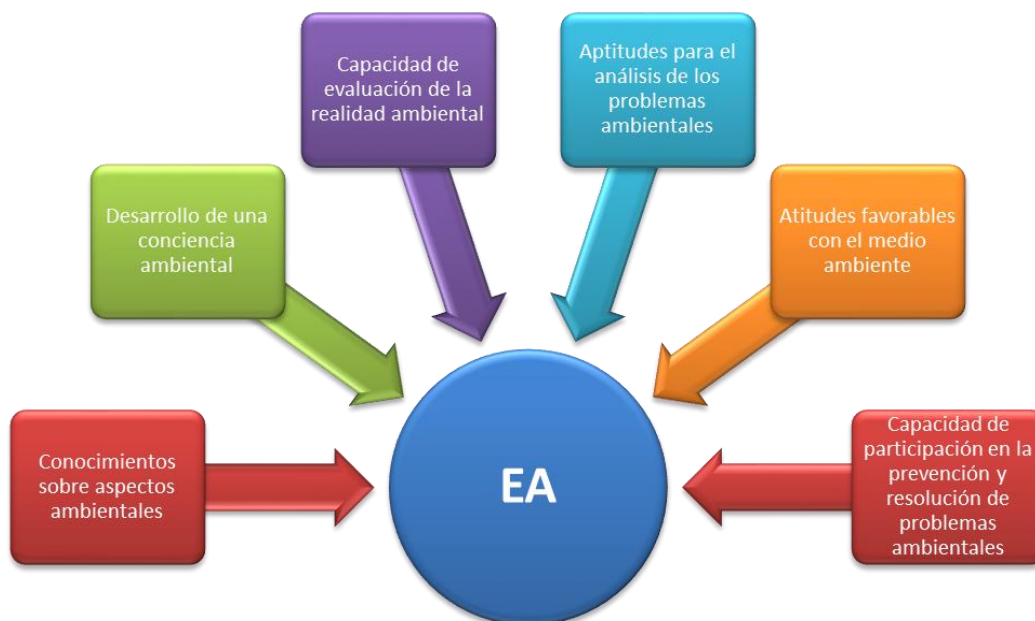 Conocimientos
sobre aspectos
ambientales
Desarrollo de una
conciencia
ambiental
Capacidad de
evaluación de la
realidad ambiental
Aptitudes para el
análisis de los
problemas
ambientales
Atitudes favorables
con el medio
ambiente
Capacidad de
participación en la
prevención y
resolución de
problemas
ambientales
EA